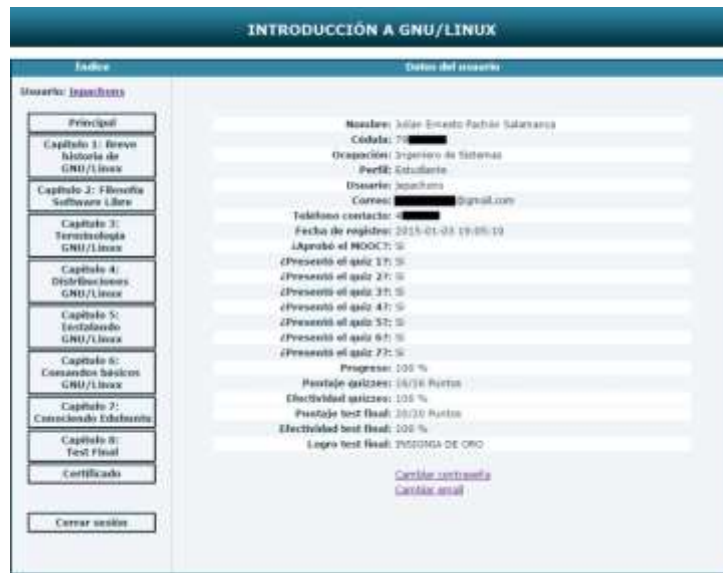 INTRODUCCIÓN A GNU/LINUX
Índice
Datos del usuario
Usuario: jepachons
Principal
Capítulo 1: Breve
historia de
GNU/Linux
Capítulo 2: Filosofía
Software Libre
Capítulo 3:
Terminología
GNU/Linux
Capítulo 4:
Distribuciones
GNU/Linux
Capítulo 5:
Instalando
GNU/Linux
Capítulo 6:
Comandos básicos
GNU/Linux
Capítulo 7:
Conociendo Edubuntu
Capítulo 8:
Test Final
Certificado
Cerrar sesión
Nombre: Julian Ernesto Pachón Salamanca
Cédula: 79
Ocupación: Ingeniero de Sistemas
Perfil: Estudiante
Usuario: jepachons
Correo: @gmail.com
Teléfono contacto: 4
Fecha de registro: 2015-01-03 19:05:10
¿Aprobó el MOOC?: Si
¿Presentó el quiz 1?: Si
¿Presentó el quiz 2?: Si
¿Presentó el quiz 3?: Si
¿Presentó el quiz 4?: Si
¿Presentó el quiz 5?: Si
¿Presentó el quiz 6?: Si
¿Presentó el quiz 7?: Si
Progreso: 100 %
Puntaje quizzes: 16/16 Puntos
Efectividad quizzes: 100 %
Puntaje test final: 20/20 Puntos
Efectividad test final: 100 %
Logro test final: INSIGNIA DE ORO
Cambiar contraseña
Cambiar email